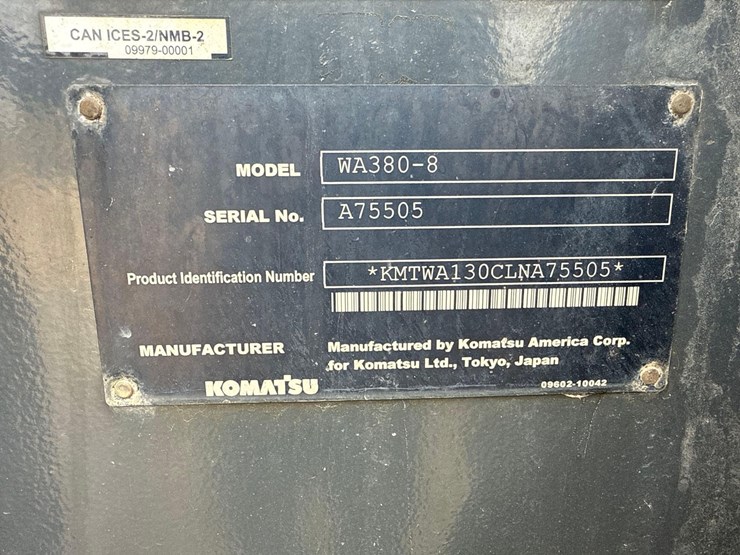 CAN ICES-2/NMB-2
09979-00001
MODEL WA380-8
SERIAL No. A75505
Product Identification Number *KMTWA130CLNA75505*
MANUFACTURER Manufactured by Komatsu America Corp.
for Komatsu Ltd., Tokyo, Japan
KOMATSU 09602-10042